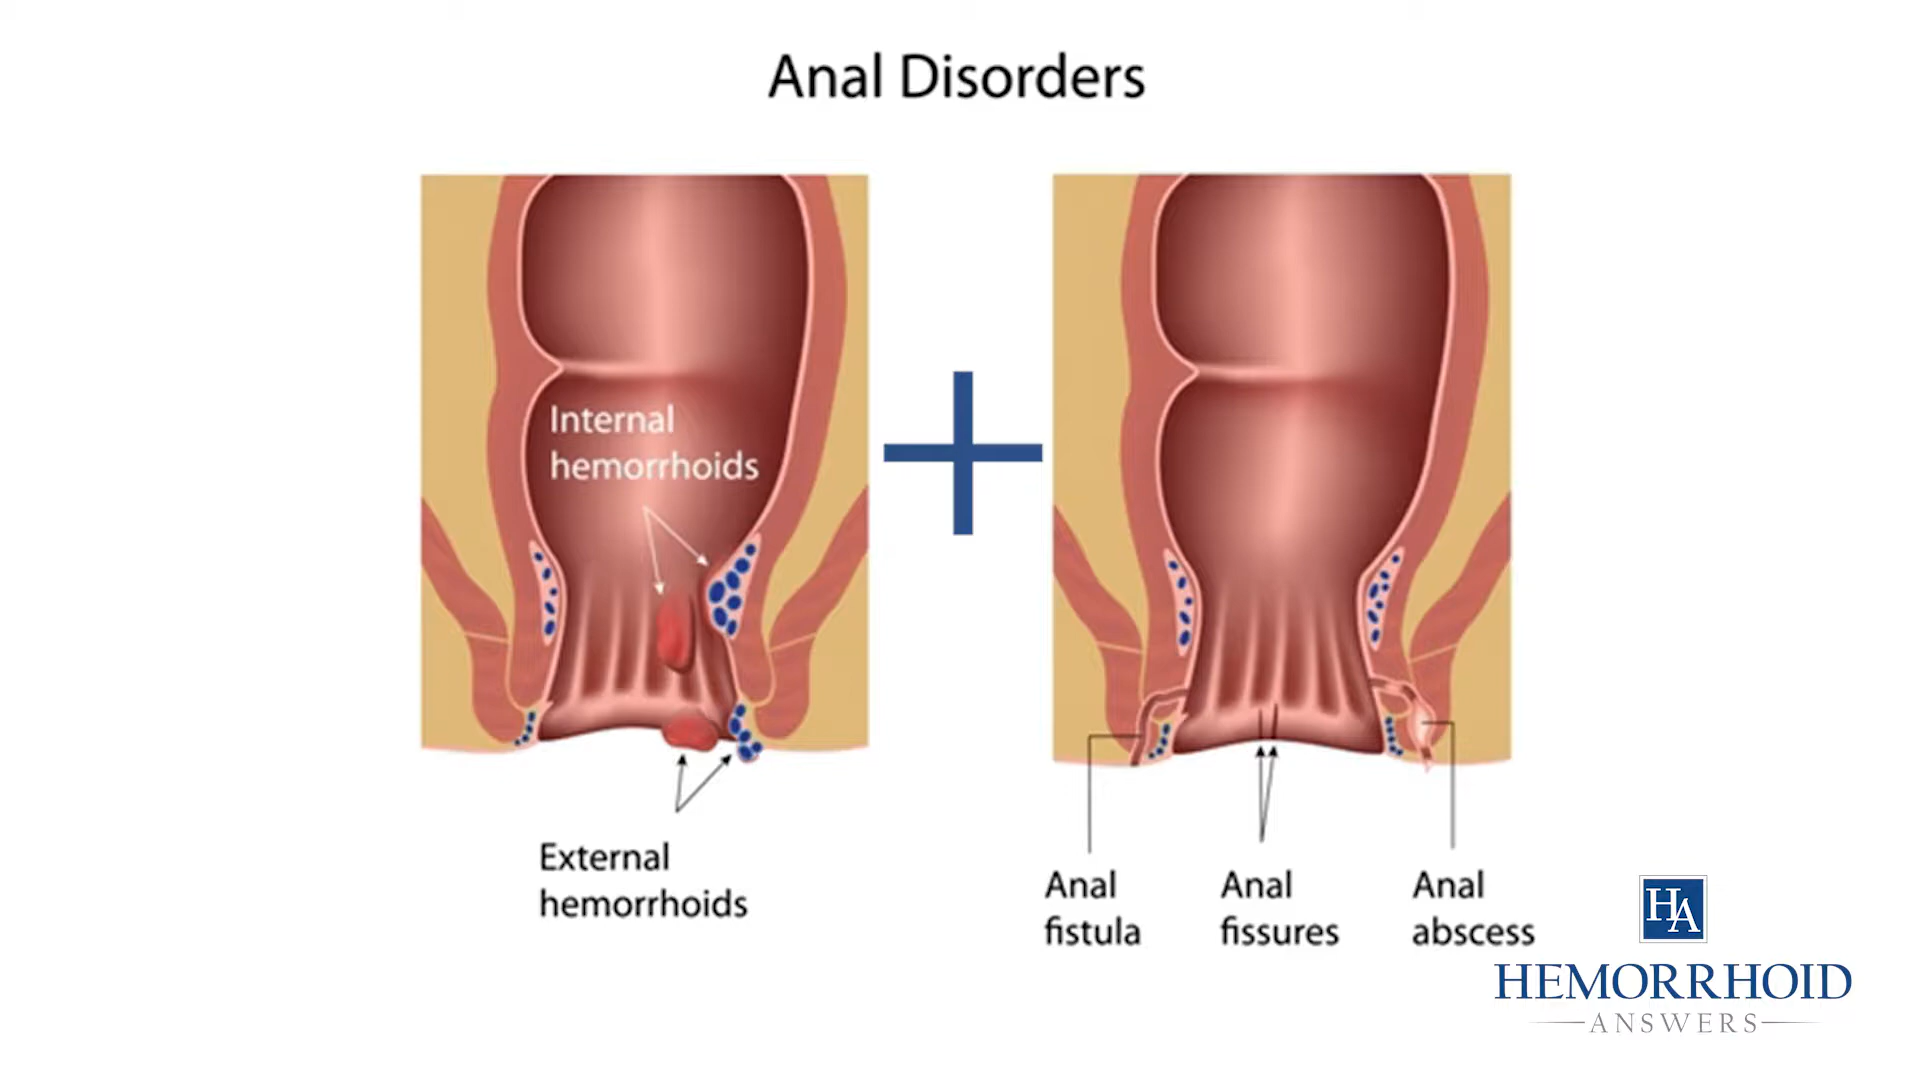 Anal Disorders
Internal
hemorrhoids
External
hemorrhoids
Anal
fistula
Anal
fissures
Anal
abscess
HA
HEMORRHOID
ANSWERS